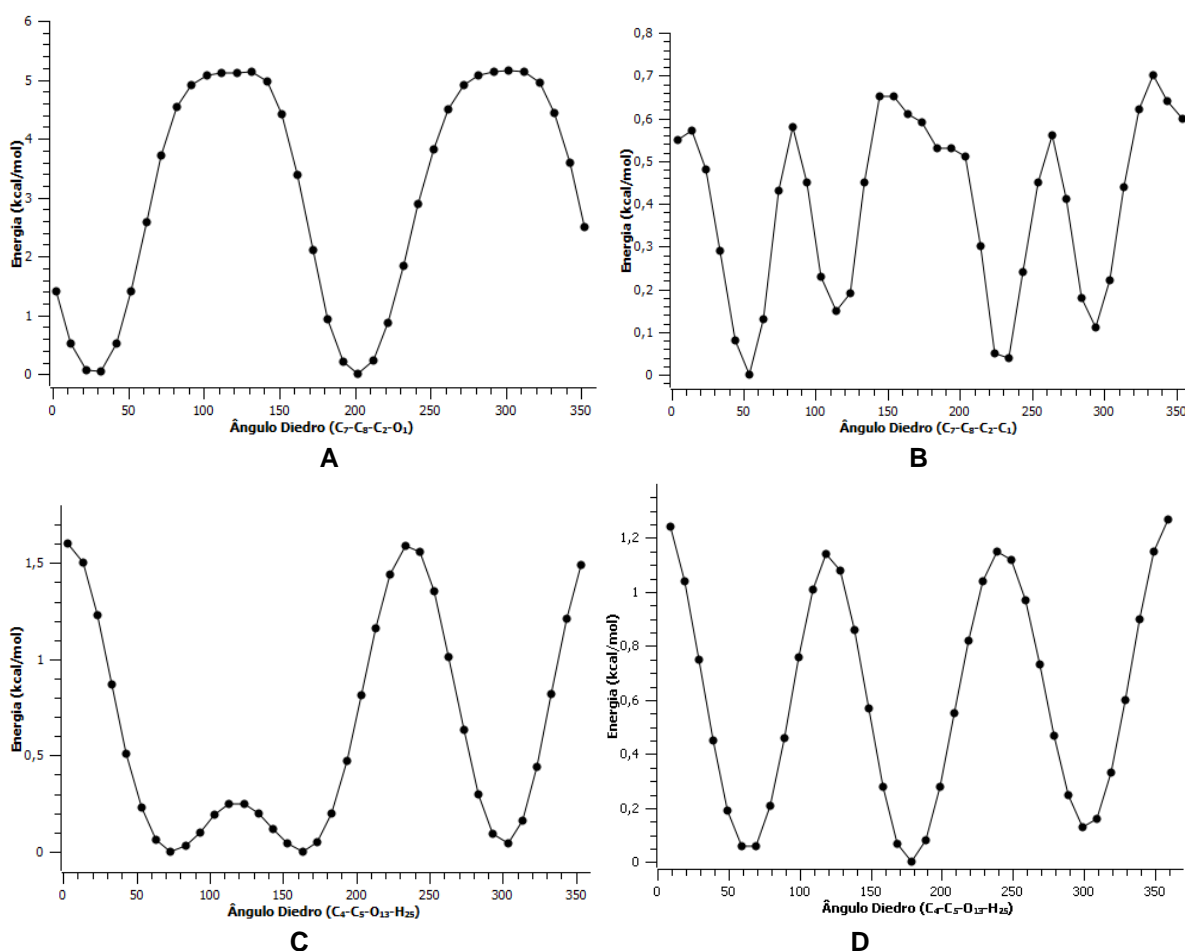 Energia (kcal/mol)
6
5
4
3
2
1
0
0 50 100 150 200 250 300 350
Ângulo Diedro (C₇-C₈-C₂-O₁)
A
Energia (kcal/mol)
0,8
0,7
0,6
0,5
0,4
0,3
0,2
0,1
0
0 50 100 150 200 250 300 350
Ângulo Diedro (C₇-C₈-C₂-C₁)
B
Energia (kcal/mol)
1,5
1
0,5
0
0 50 100 150 200 250 300 350
Ângulo Diedro (C₄-C₅-O₁₃-H₂₅)
C
Energia (kcal/mol)
1,2
1
0,8
0,6
0,4
0,2
0
0 50 100 150 200 250 300 350
Ângulo Diedro (C₄-C₅-O₁₃-H₂₅)
D